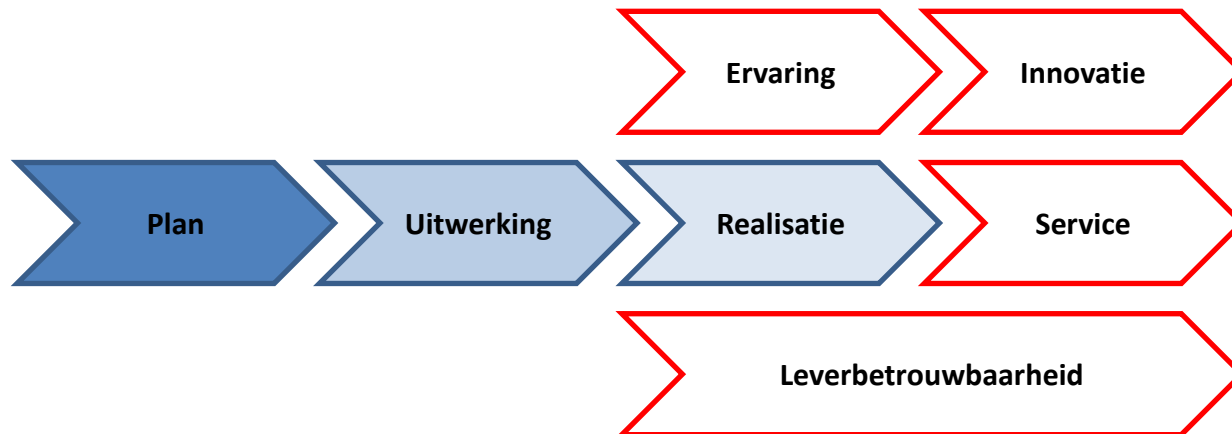 Ervaring
Innovatie
Plan
Uitwerking
Realisatie
Service
Leverbetrouwbaarheid